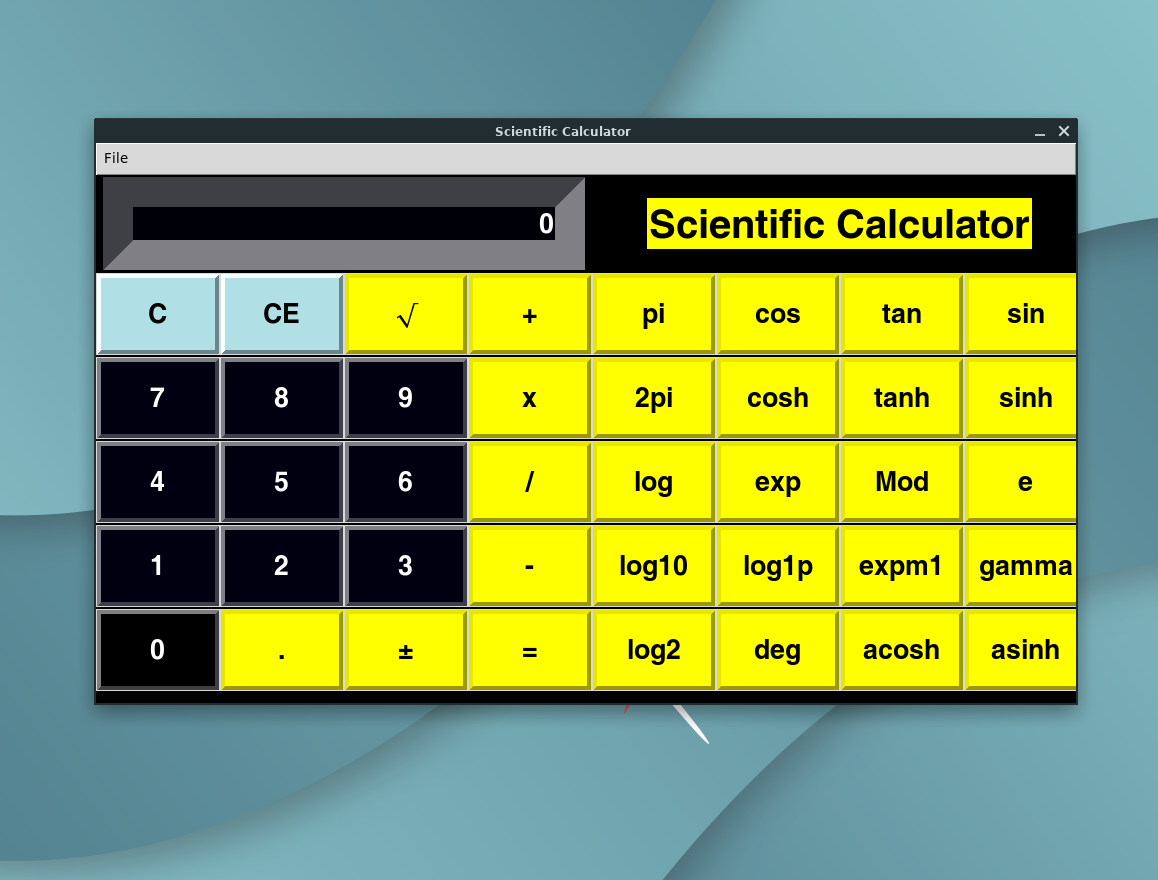 Scientific Calculator
File
0
Scientific Calculator
C CE √ + pi cos tan sin
7 8 9 x 2pi cosh tanh sinh
4 5 6 / log exp Mod e
1 2 3 - log10 log1p expm1 gamma
0 . ± = log2 deg acosh asinh